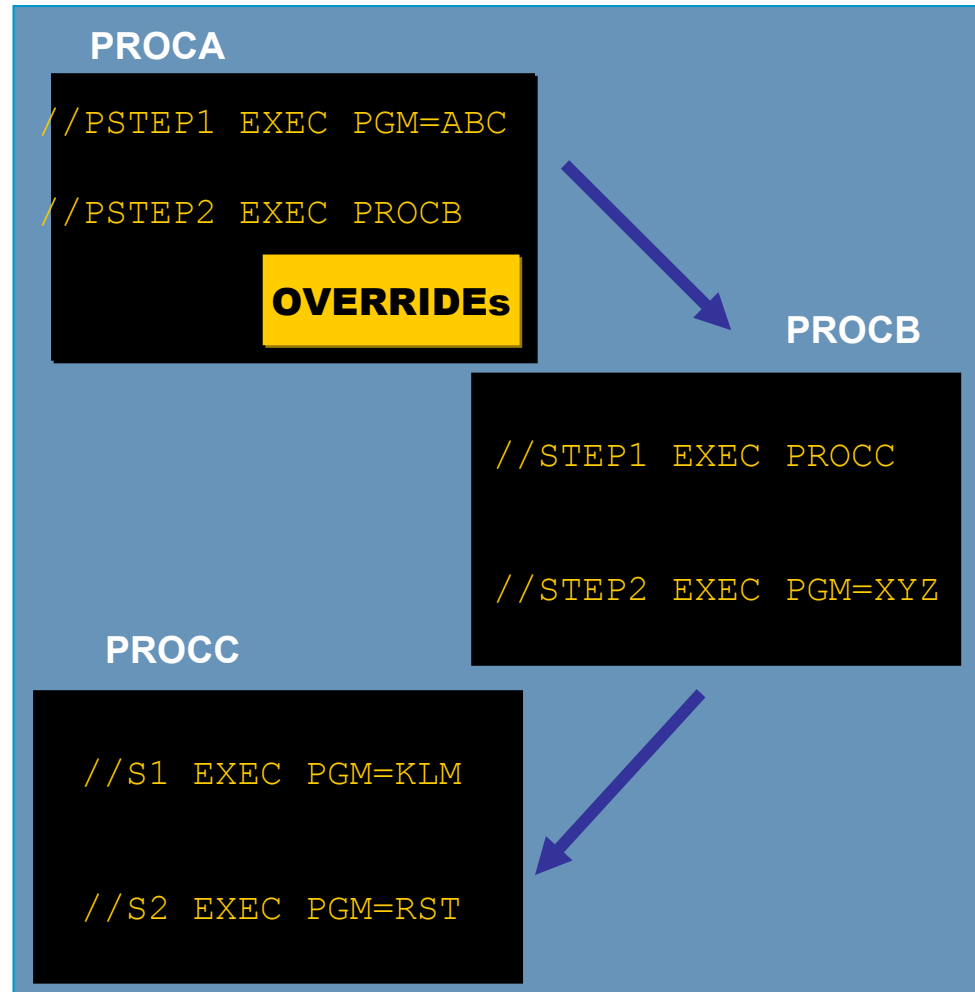 PROCA
//PSTEP1 EXEC PGM=ABC
//PSTEP2 EXEC PROCB
OVERRIDEs
PROCB
//STEP1 EXEC PROCC
//STEP2 EXEC PGM=XYZ
PROCC
//S1 EXEC PGM=KLM
//S2 EXEC PGM=RST